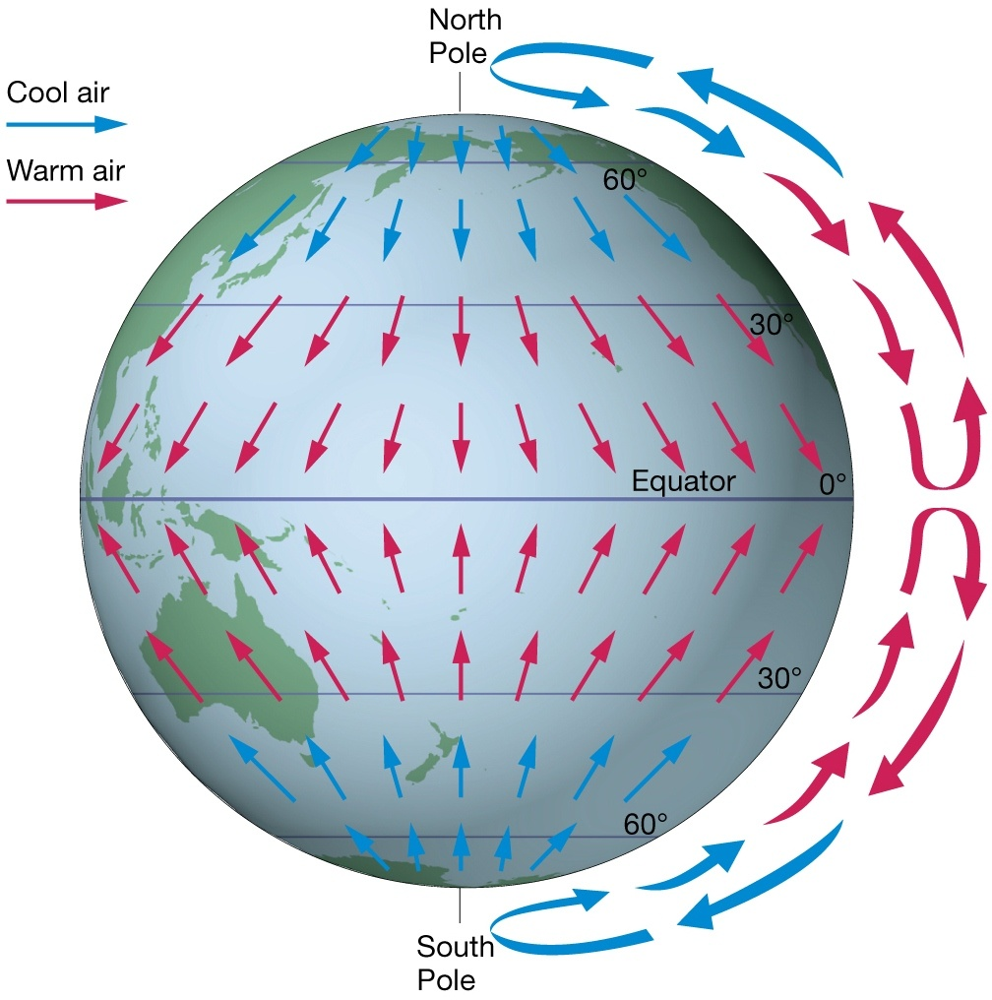 North
Pole
Cool air
Warm air
60°
30°
Equator
0°
30°
60°
South
Pole